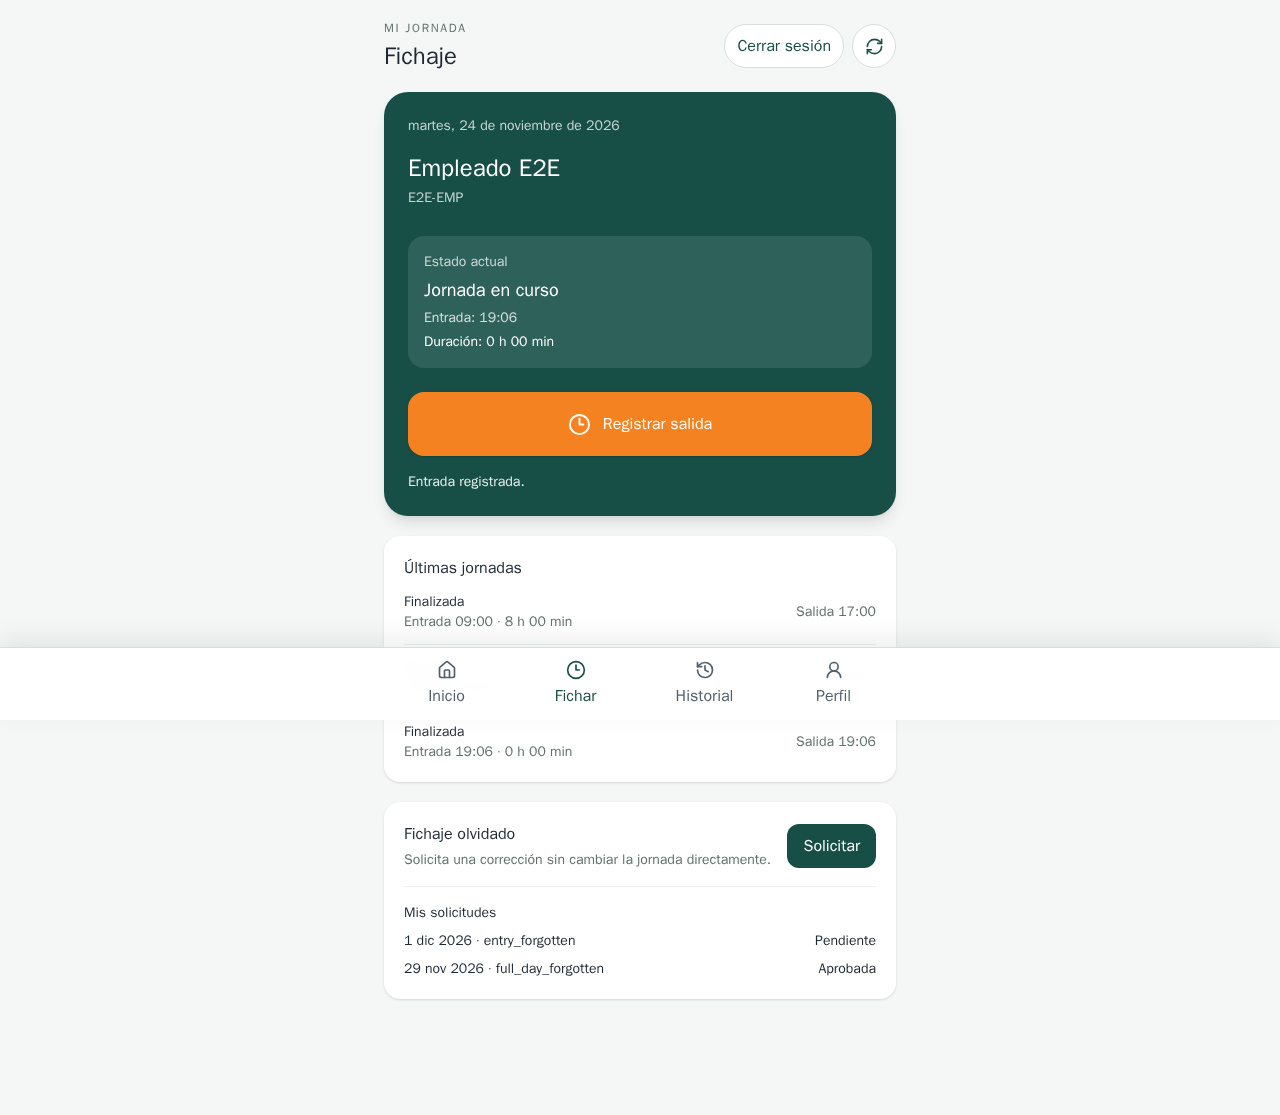 MI JORNADA
Fichaje
Cerrar sesión
martes, 24 de noviembre de 2026
Empleado E2E
E2E-EMP
Estado actual
Jornada en curso
Entrada: 19:06
Duración: 0 h 00 min
Registrar salida
Entrada registrada.
Últimas jornadas
Finalizada
Entrada 09:00 · 8 h 00 min
Salida 17:00
Inicio
Fichar
Historial
Perfil
Finalizada
Entrada 19:06 · 0 h 00 min
Salida 19:06
Fichaje olvidado
Solicita una corrección sin cambiar la jornada directamente.
Solicitar
Mis solicitudes
1 dic 2026 · entry_forgotten
Pendiente
29 nov 2026 · full_day_forgotten
Aprobada